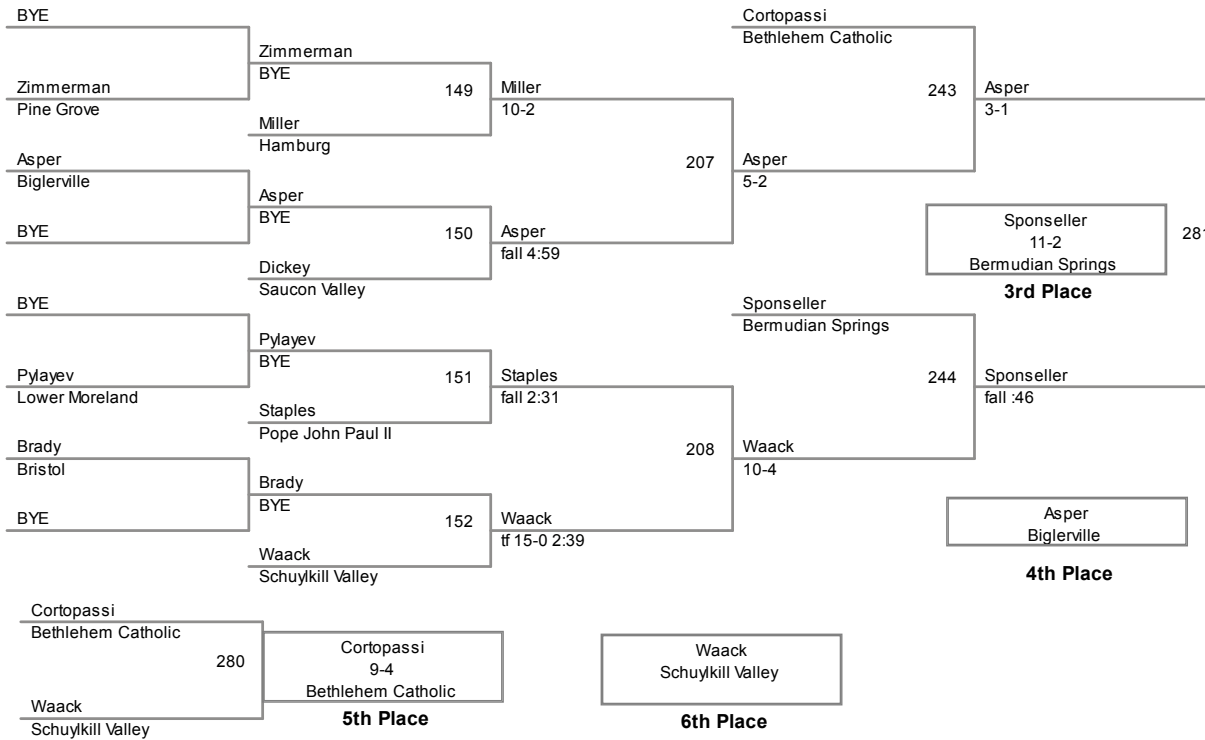 BYE
Zimmerman
BYE
Zimmerman
Pine Grove
149
Miller
10-2
Miller
Hamburg
Asper
Biglerville
Asper
BYE
BYE
150
Asper
fall 4:59
Dickey
Saucon Valley
207
Asper
5-2
Cortopassi
Bethlehem Catholic
243
Asper
3-1
Sponseller
11-2
Bermudian Springs
281
3rd Place
BYE
Pylayev
BYE
Pylayev
Lower Moreland
151
Staples
fall 2:31
Staples
Pope John Paul II
Brady
Bristol
Brady
BYE
BYE
152
Waack
tf 15-0 2:39
Waack
Schuylkill Valley
208
Waack
10-4
Sponseller
Bermudian Springs
244
Sponseller
fall :46
Asper
Biglerville
4th Place
Cortopassi
Bethlehem Catholic
280
Waack
Schuylkill Valley
Cortopassi
9-4
Bethlehem Catholic
5th Place
Waack
Schuylkill Valley
6th Place